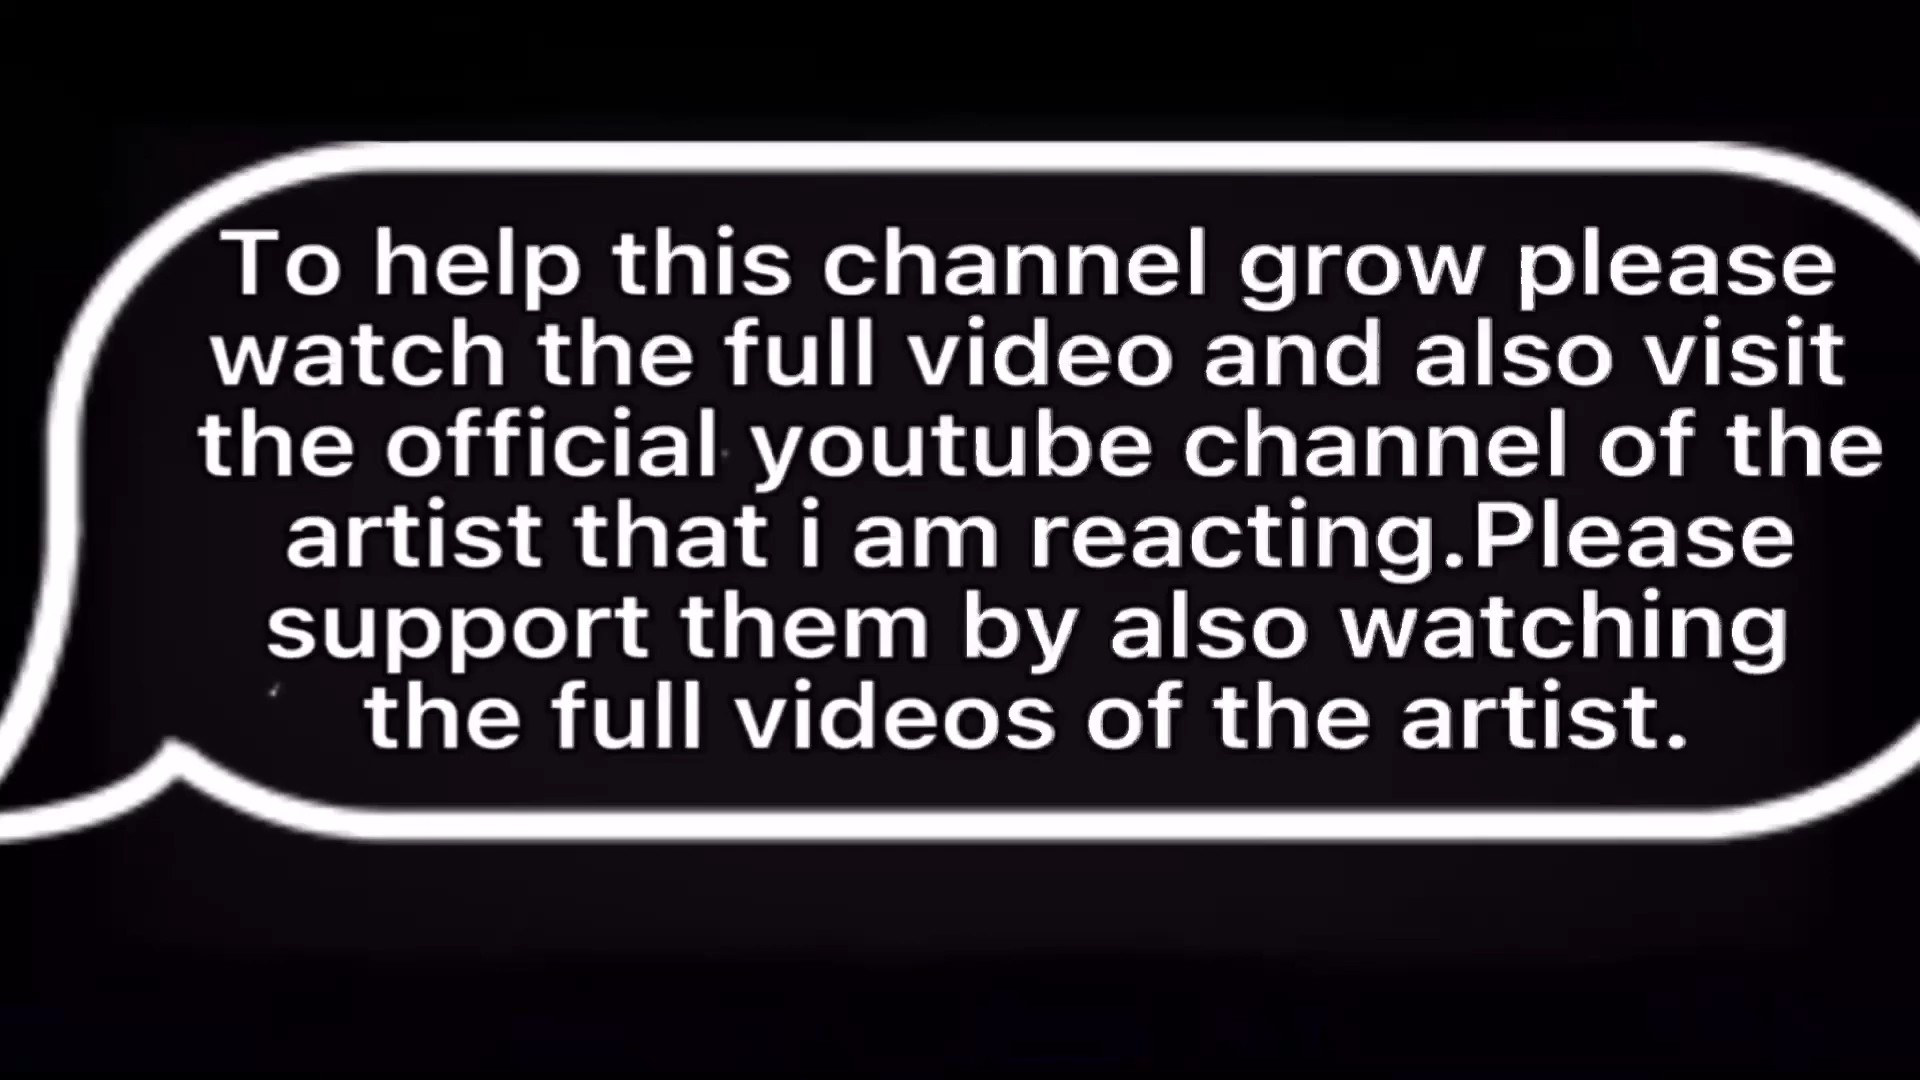 To help this channel grow please
watch the full video and also visit
the official youtube channel of the
artist that i am reacting.Please
support them by also watching
the full videos of the artist.